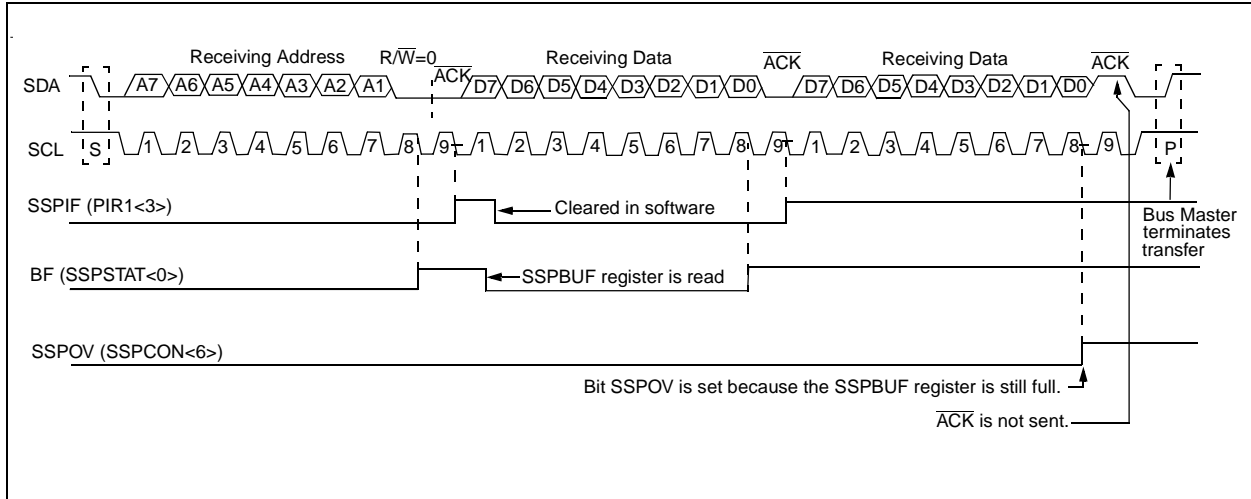 Receiving Address R/W̅=0 Receiving Data A̅C̅K̅ Receiving Data A̅C̅K̅
A̅C̅K̅
SDA A7 A6 A5 A4 A3 A2 A1 D7 D6 D5 D4 D3 D2 D1 D0 D7 D6 D5 D4 D3 D2 D1 D0
SCL S 1 2 3 4 5 6 7 8 9 1 2 3 4 5 6 7 8 9 1 2 3 4 5 6 7 8 9 P
SSPIF (PIR1<3>) Cleared in software
Bus Master
terminates
transfer
BF (SSPSTAT<0>) SSPBUF register is read
SSPOV (SSPCON<6>)
Bit SSPOV is set because the SSPBUF register is still full.
A̅C̅K̅ is not sent.